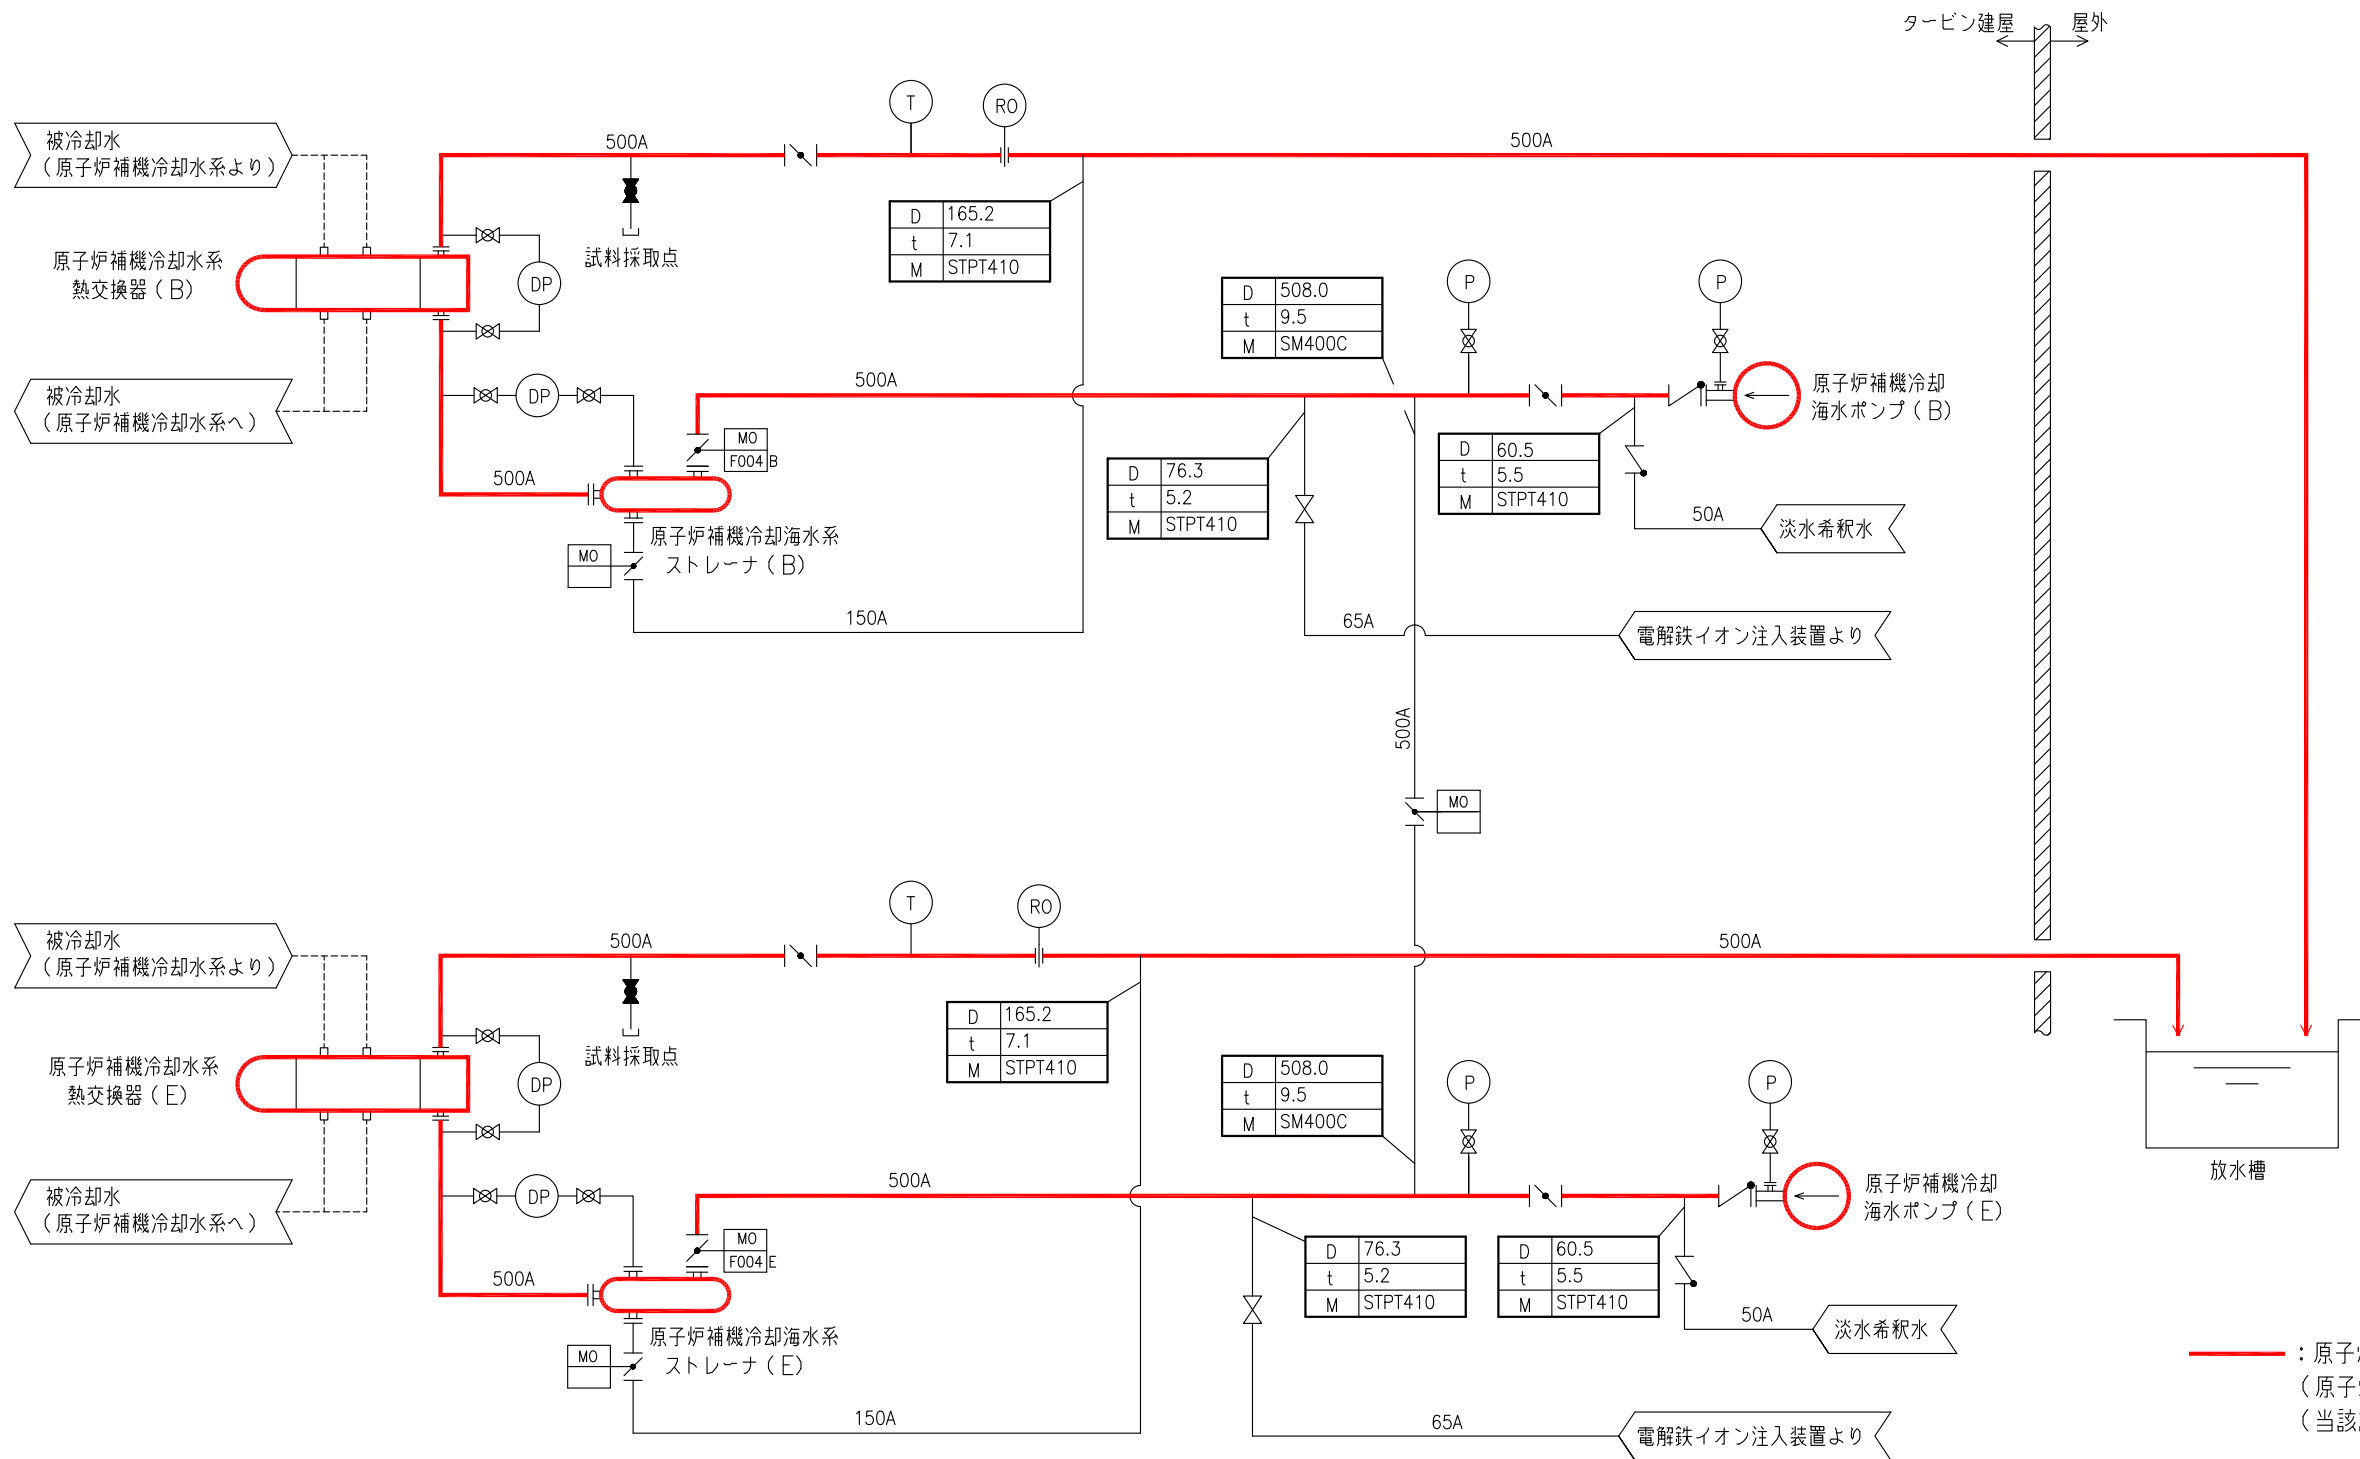 タービン建屋
屋外
T
RO
500A
500A
被冷却水
（原子炉補機冷却水系より）
試料採取点
D 165.2
t 7.1
M STPT410
原子炉補機冷却水系
熱交換器（B）
DP
D 508.0
t 9.5
M SM400C
P
P
原子炉補機冷却
海水ポンプ（B）
被冷却水
（原子炉補機冷却水系へ）
DP
500A
MO
F004 B
500A
D 76.3
t 5.2
M STPT410
D 60.5
t 5.5
M STPT410
50A
淡水希釈水
原子炉補機冷却海水系
ストレーナ（B）
MO
150A
65A
電解鉄イオン注入装置より
500A
MO
T
RO
500A
500A
被冷却水
（原子炉補機冷却水系より）
試料採取点
D 165.2
t 7.1
M STPT410
原子炉補機冷却水系
熱交換器（E）
DP
D 508.0
t 9.5
M SM400C
P
P
放水槽
原子炉補機冷却
海水ポンプ（E）
被冷却水
（原子炉補機冷却水系へ）
DP
500A
MO
F004 E
500A
D 76.3
t 5.2
M STPT410
D 60.5
t 5.5
M STPT410
50A
淡水希釈水
原子炉補機冷却海水系
ストレーナ（E）
MO
150A
65A
電解鉄イオン注入装置より
：原子
（原子
（当該